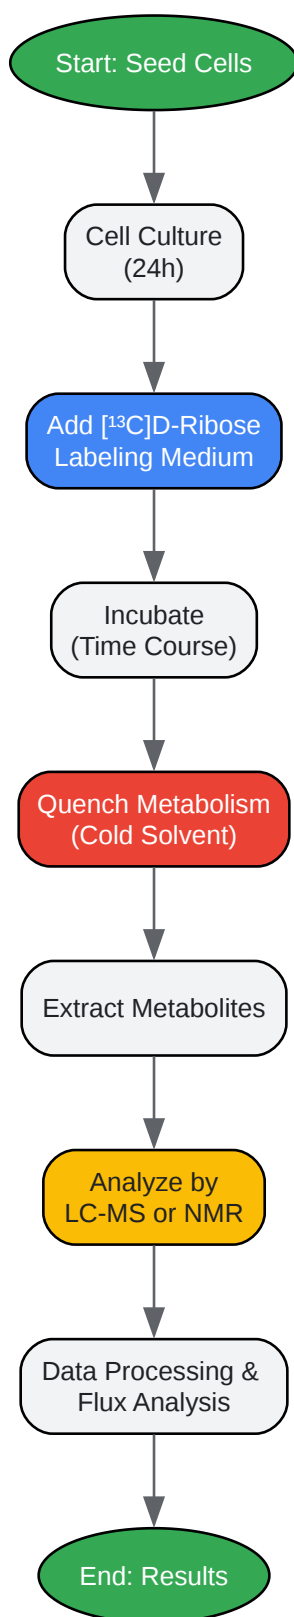 Start: Seed Cells
Cell Culture
(24h)
Add [¹³C]D-Ribose
Labeling Medium
Incubate
(Time Course)
Quench Metabolism
(Cold Solvent)
Extract Metabolites
Analyze by
LC-MS or NMR
Data Processing &
Flux Analysis
End: Results